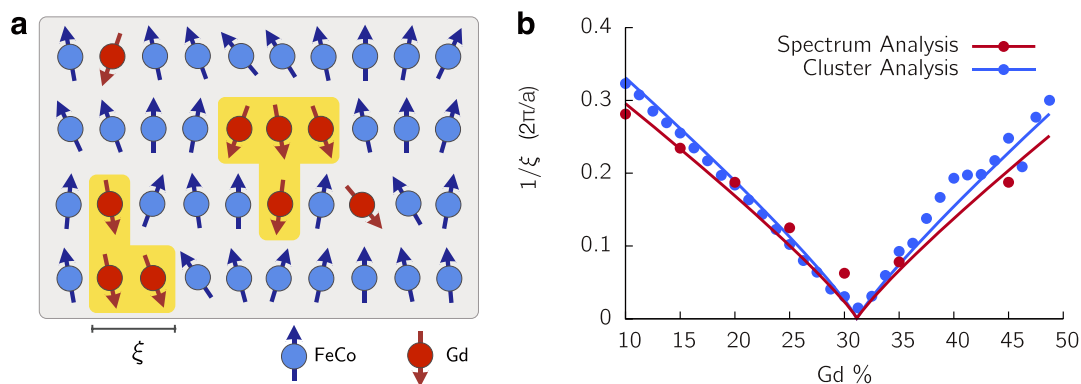 a
ξ
FeCo
Gd
b
Spectrum Analysis
Cluster Analysis
1/ξ (2π/a)
0.4
0.3
0.2
0.1
0
10 15 20 25 30 35 40 45 50
Gd %